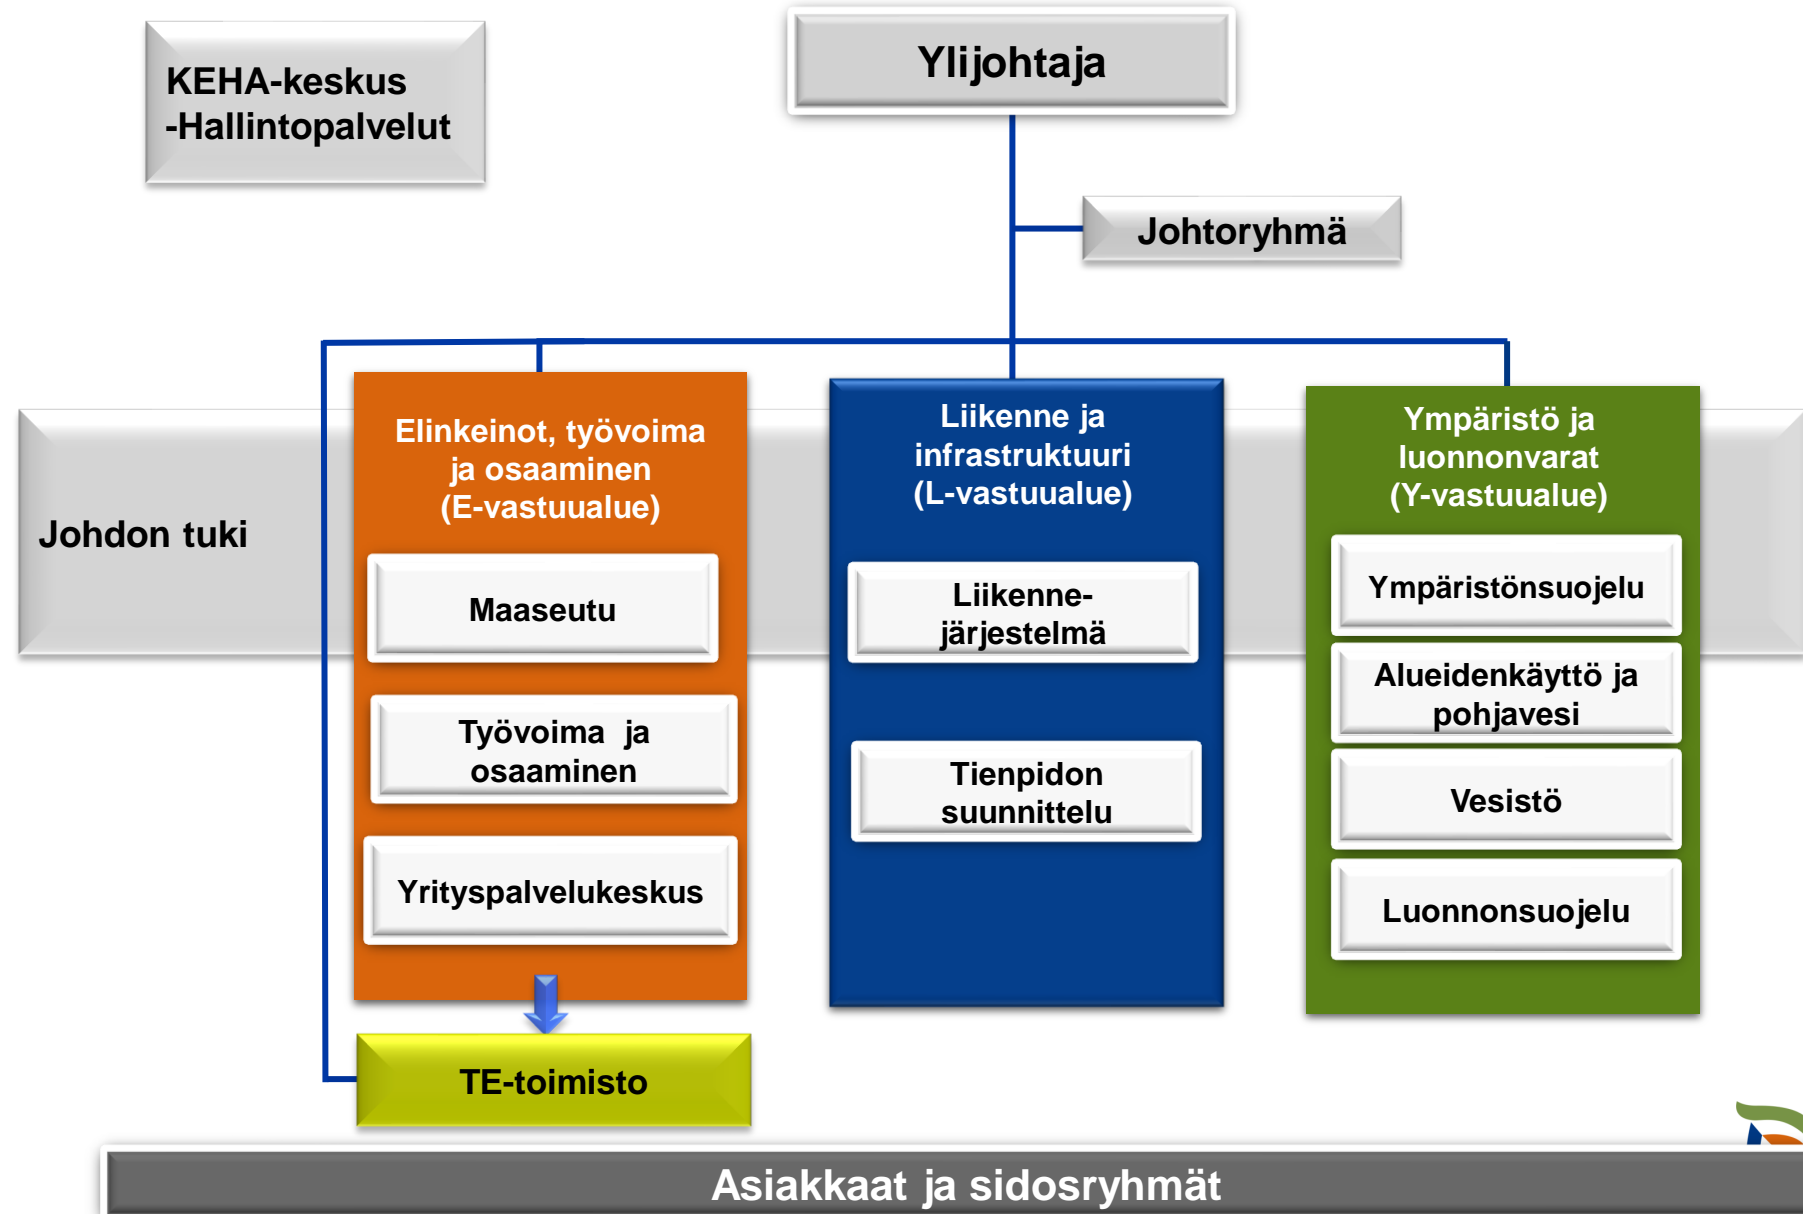 KEHA-keskus
-Hallintopalvelut
Ylijohtaja
Johtoryhmä
Johdon tuki
Elinkeinot, työvoima
ja osaaminen
(E-vastuualue)
Maaseutu
Työvoima ja
osaaminen
Yrityspalvelukeskus
TE-toimisto
Liikenne ja
infrastruktuuri
(L-vastuualue)
Liikenne-
järjestelmä
Tienpidon
suunnittelu
Ympäristö ja
luonnonvarat
(Y-vastuualue)
Ympäristönsuojelu
Alueidenkäyttö ja
pohjavesi
Vesistö
Luonnonsuojelu
Asiakkaat ja sidosryhmät